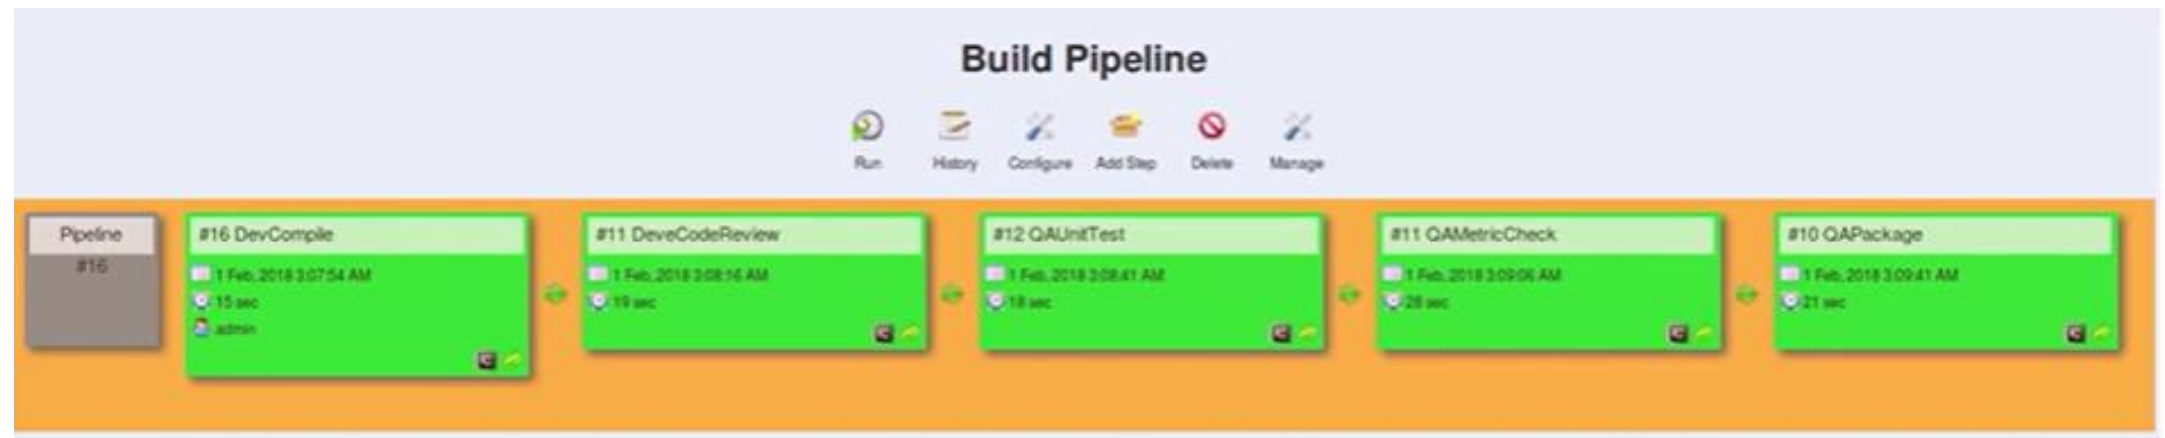 Build Pipeline
Run History Configure Add Step Delete Manage
Pipeline
#16
#16 DevCompile
1 Feb, 2018 3:07:54 AM
15 sec
admin
#11 DeveCodeReview
1 Feb, 2018 3:08:16 AM
19 sec
#12 QAUnitTest
1 Feb, 2018 3:08:41 AM
18 sec
#11 QAMetricCheck
1 Feb, 2018 3:09:06 AM
28 sec
#10 QAPackage
1 Feb, 2018 3:09:41 AM
21 sec